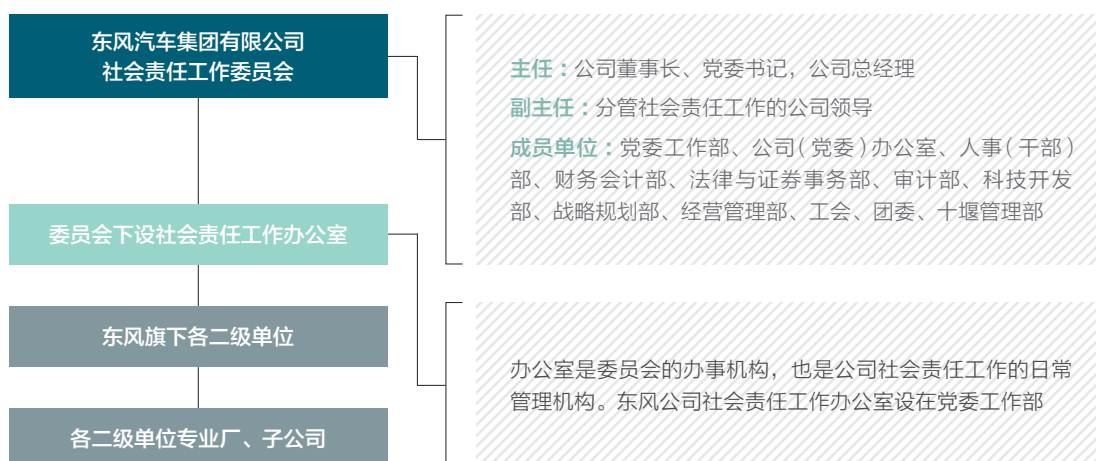 东风汽车集团有限公司
社会责任工作委员会
主任：公司董事长、党委书记，公司总经理
副主任：分管社会责任工作的公司领导
成员单位：党委工作部、公司（党委）办公室、人事（干部）
部、财务会计部、法律与证券事务部、审计部、科技开发
部、战略规划部、经营管理部、工会、团委、十堰管理部
委员会下设社会责任工作办公室
东风旗下各二级单位
办公室是委员会的办事机构，也是公司社会责任工作的日常
管理机构。东风公司社会责任工作办公室设在党委工作部
各二级单位专业厂、子公司